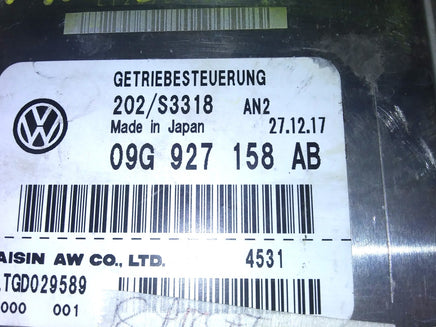 GETRIEBESTEUERUNG
202/S3318 AN2
Made in Japan 27.12.17
09G 927 158 AB
AISIN AW CO., LTD. 4531
TGD029589
000 001